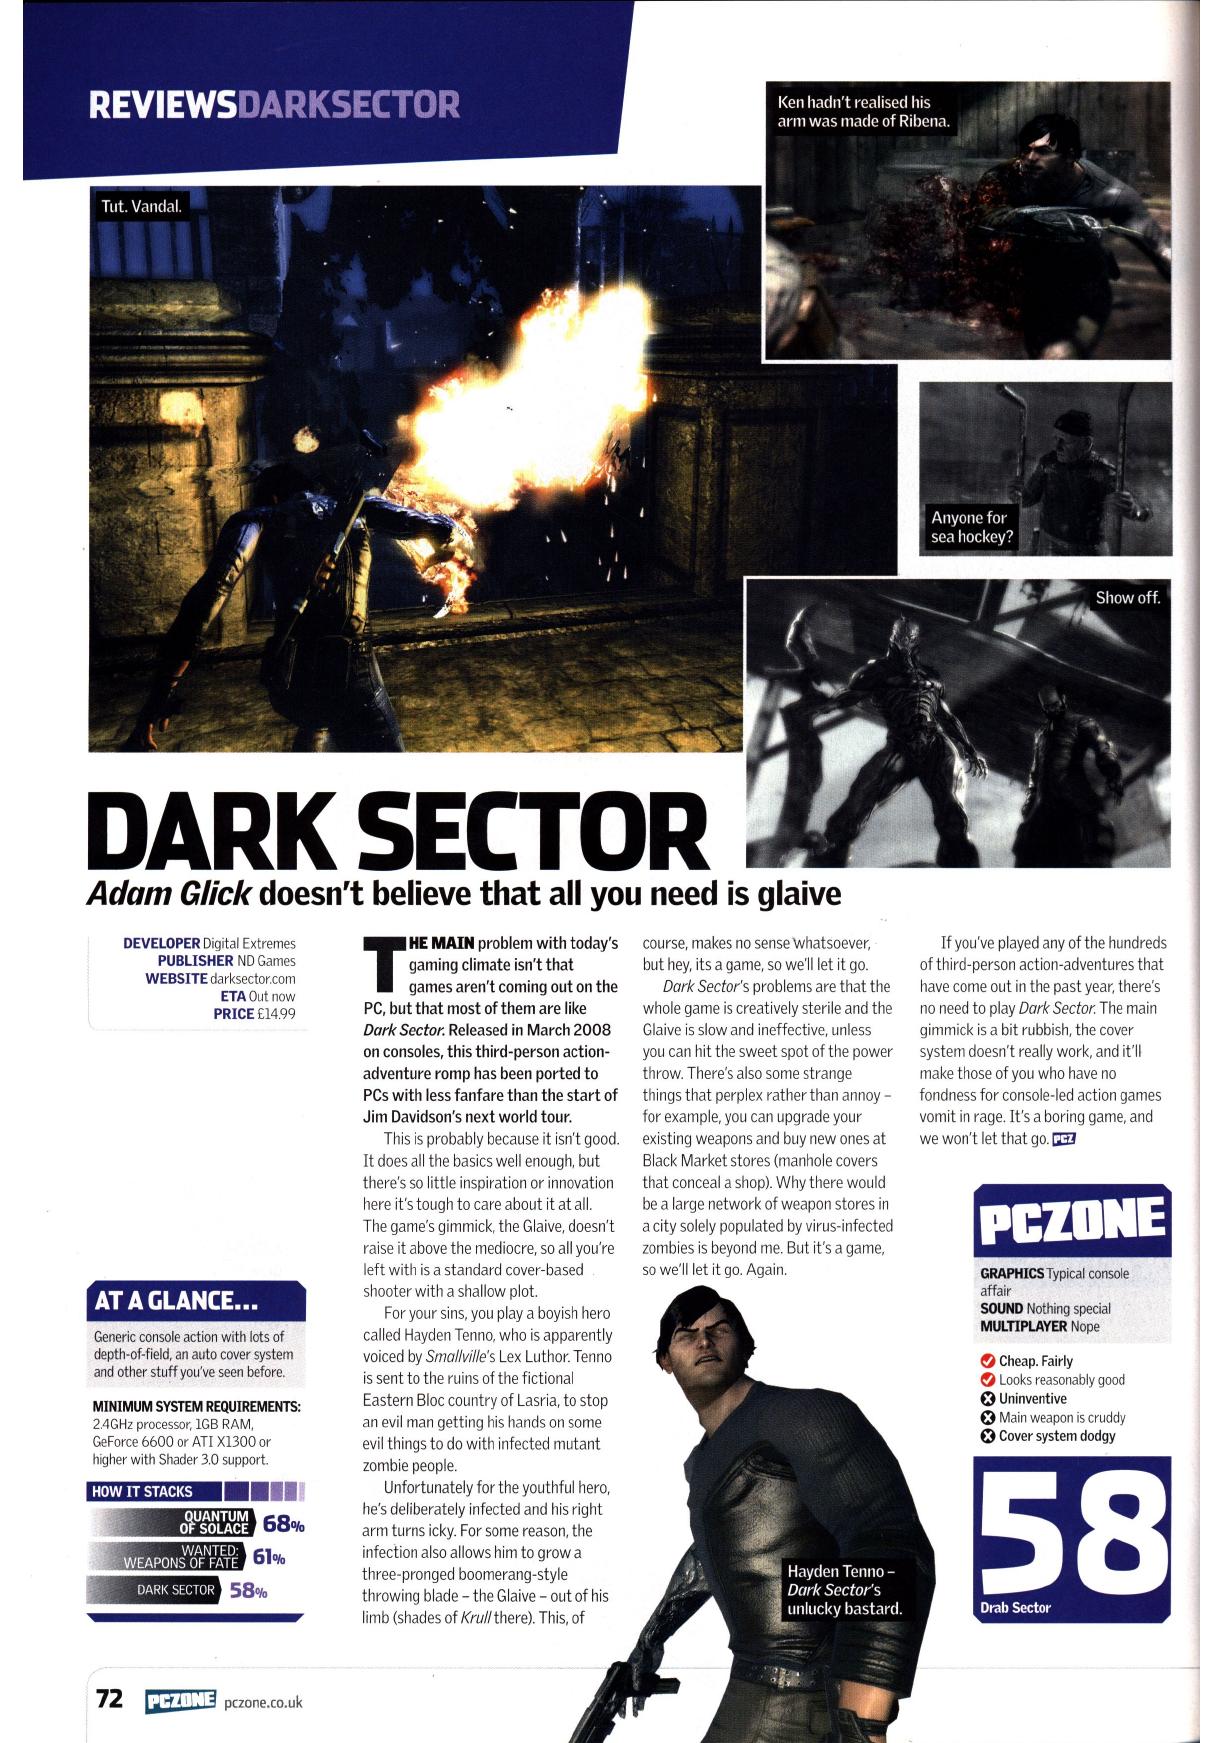 REVIEWSDARKSECTOR
Ken hadn't realised his
arm was made of Ribena.
Tut. Vandal.
Anyone for
sea hockey?
Show off.
DARK SECTOR
Adam Glick doesn't believe that all you need is glaive
DEVELOPER Digital Extremes
PUBLISHER ND Games
WEBSITE darksector.com
ETA Out now
PRICE £14.99
THE MAIN problem with today's
gaming climate isn't that
games aren't coming out on the
PC, but that most of them are like
Dark Sector. Released in March 2008
on consoles, this third-person action-
adventure romp has been ported to
PCs with less fanfare than the start of
Jim Davidson's next world tour.
This is probably because it isn't good.
It does all the basics well enough, but
there's so little inspiration or innovation
here it's tough to care about it at all.
The game's gimmick, the Glaive, doesn't
raise it above the mediocre, so all you're
left with is a standard cover-based
shooter with a shallow plot.
For your sins, you play a boyish hero
called Hayden Tenno, who is apparently
voiced by Smallville's Lex Luthor. Tenno
is sent to the ruins of the fictional
Eastern Bloc country of Lasria, to stop
an evil man getting his hands on some
evil things to do with infected mutant
zombie people.
Unfortunately for the youthful hero,
he's deliberately infected and his right
arm turns icky. For some reason, the
infection also allows him to grow a
three-pronged boomerang-style
throwing blade – the Glaive – out of his
limb (shades of Krull there). This, of
course, makes no sense whatsoever,
but hey, its a game, so we'll let it go.
Dark Sector's problems are that the
whole game is creatively sterile and the
Glaive is slow and ineffective, unless
you can hit the sweet spot of the power
throw. There's also some strange
things that perplex rather than annoy –
for example, you can upgrade your
existing weapons and buy new ones at
Black Market stores (manhole covers
that conceal a shop). Why there would
be a large network of weapon stores in
a city solely populated by virus-infected
zombies is beyond me. But it's a game,
so we'll let it go. Again.
If you've played any of the hundreds
of third-person action-adventures that
have come out in the past year, there's
no need to play Dark Sector. The main
gimmick is a bit rubbish, the cover
system doesn't really work, and it'll
make those of you who have no
fondness for console-led action games
vomit in rage. It's a boring game, and
we won't let that go. PCZ
AT A GLANCE...
Generic console action with lots of
depth-of-field, an auto cover system
and other stuff you've seen before.
MINIMUM SYSTEM REQUIREMENTS:
2.4GHz processor, 1GB RAM,
GeForce 6600 or ATI X1300 or
higher with Shader 3.0 support.
HOW IT STACKS
QUANTUM
OF SOLACE 68%
WANTED:
WEAPONS OF FATE 61%
DARK SECTOR 58%
Hayden Tenno –
Dark Sector's
unlucky bastard.
PCZONE
GRAPHICS Typical console
affair
SOUND Nothing special
MULTIPLAYER Nope
Cheap. Fairly
Looks reasonably good
Uninventive
Main weapon is cruddy
Cover system dodgy
58
Drab Sector
72 PCZONE pczone.co.uk